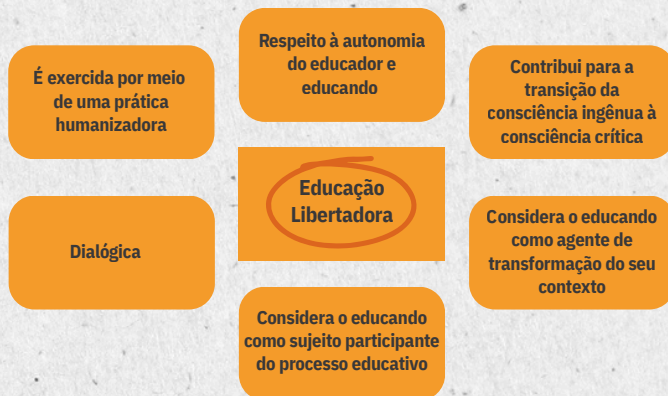 É exercida por meio
de uma prática
humanizadora
Respeito à autonomia
do educador e
educando
Contribui para a
transição da
consciência ingênua à
consciência crítica
Educação
Libertadora
Dialógica
Considera o educando
como agente de
transformação do seu
contexto
Considera o educando
como sujeito participante
do processo educativo